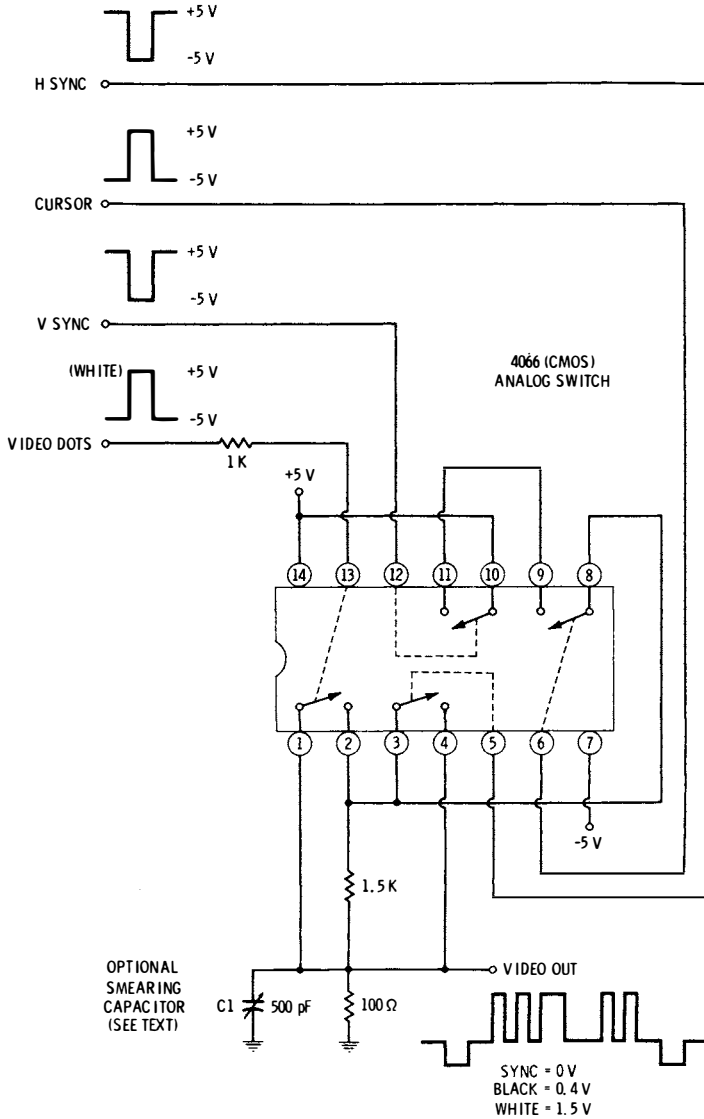 +5 V
-5 V
H SYNC
+5 V
-5 V
CURSOR
+5 V
-5 V
V SYNC
(WHITE)
+5 V
-5 V
VIDEO DOTS
1K
4066 (CMOS)
ANALOG SWITCH
+5 V
14
13
12
11
10
9
8
1
2
3
4
5
6
7
-5 V
1.5K
OPTIONAL
SMEARING
CAPACITOR
(SEE TEXT)
C1
500 pF
100Ω
VIDEO OUT
SYNC = 0 V
BLACK = 0.4 V
WHITE = 1.5 V